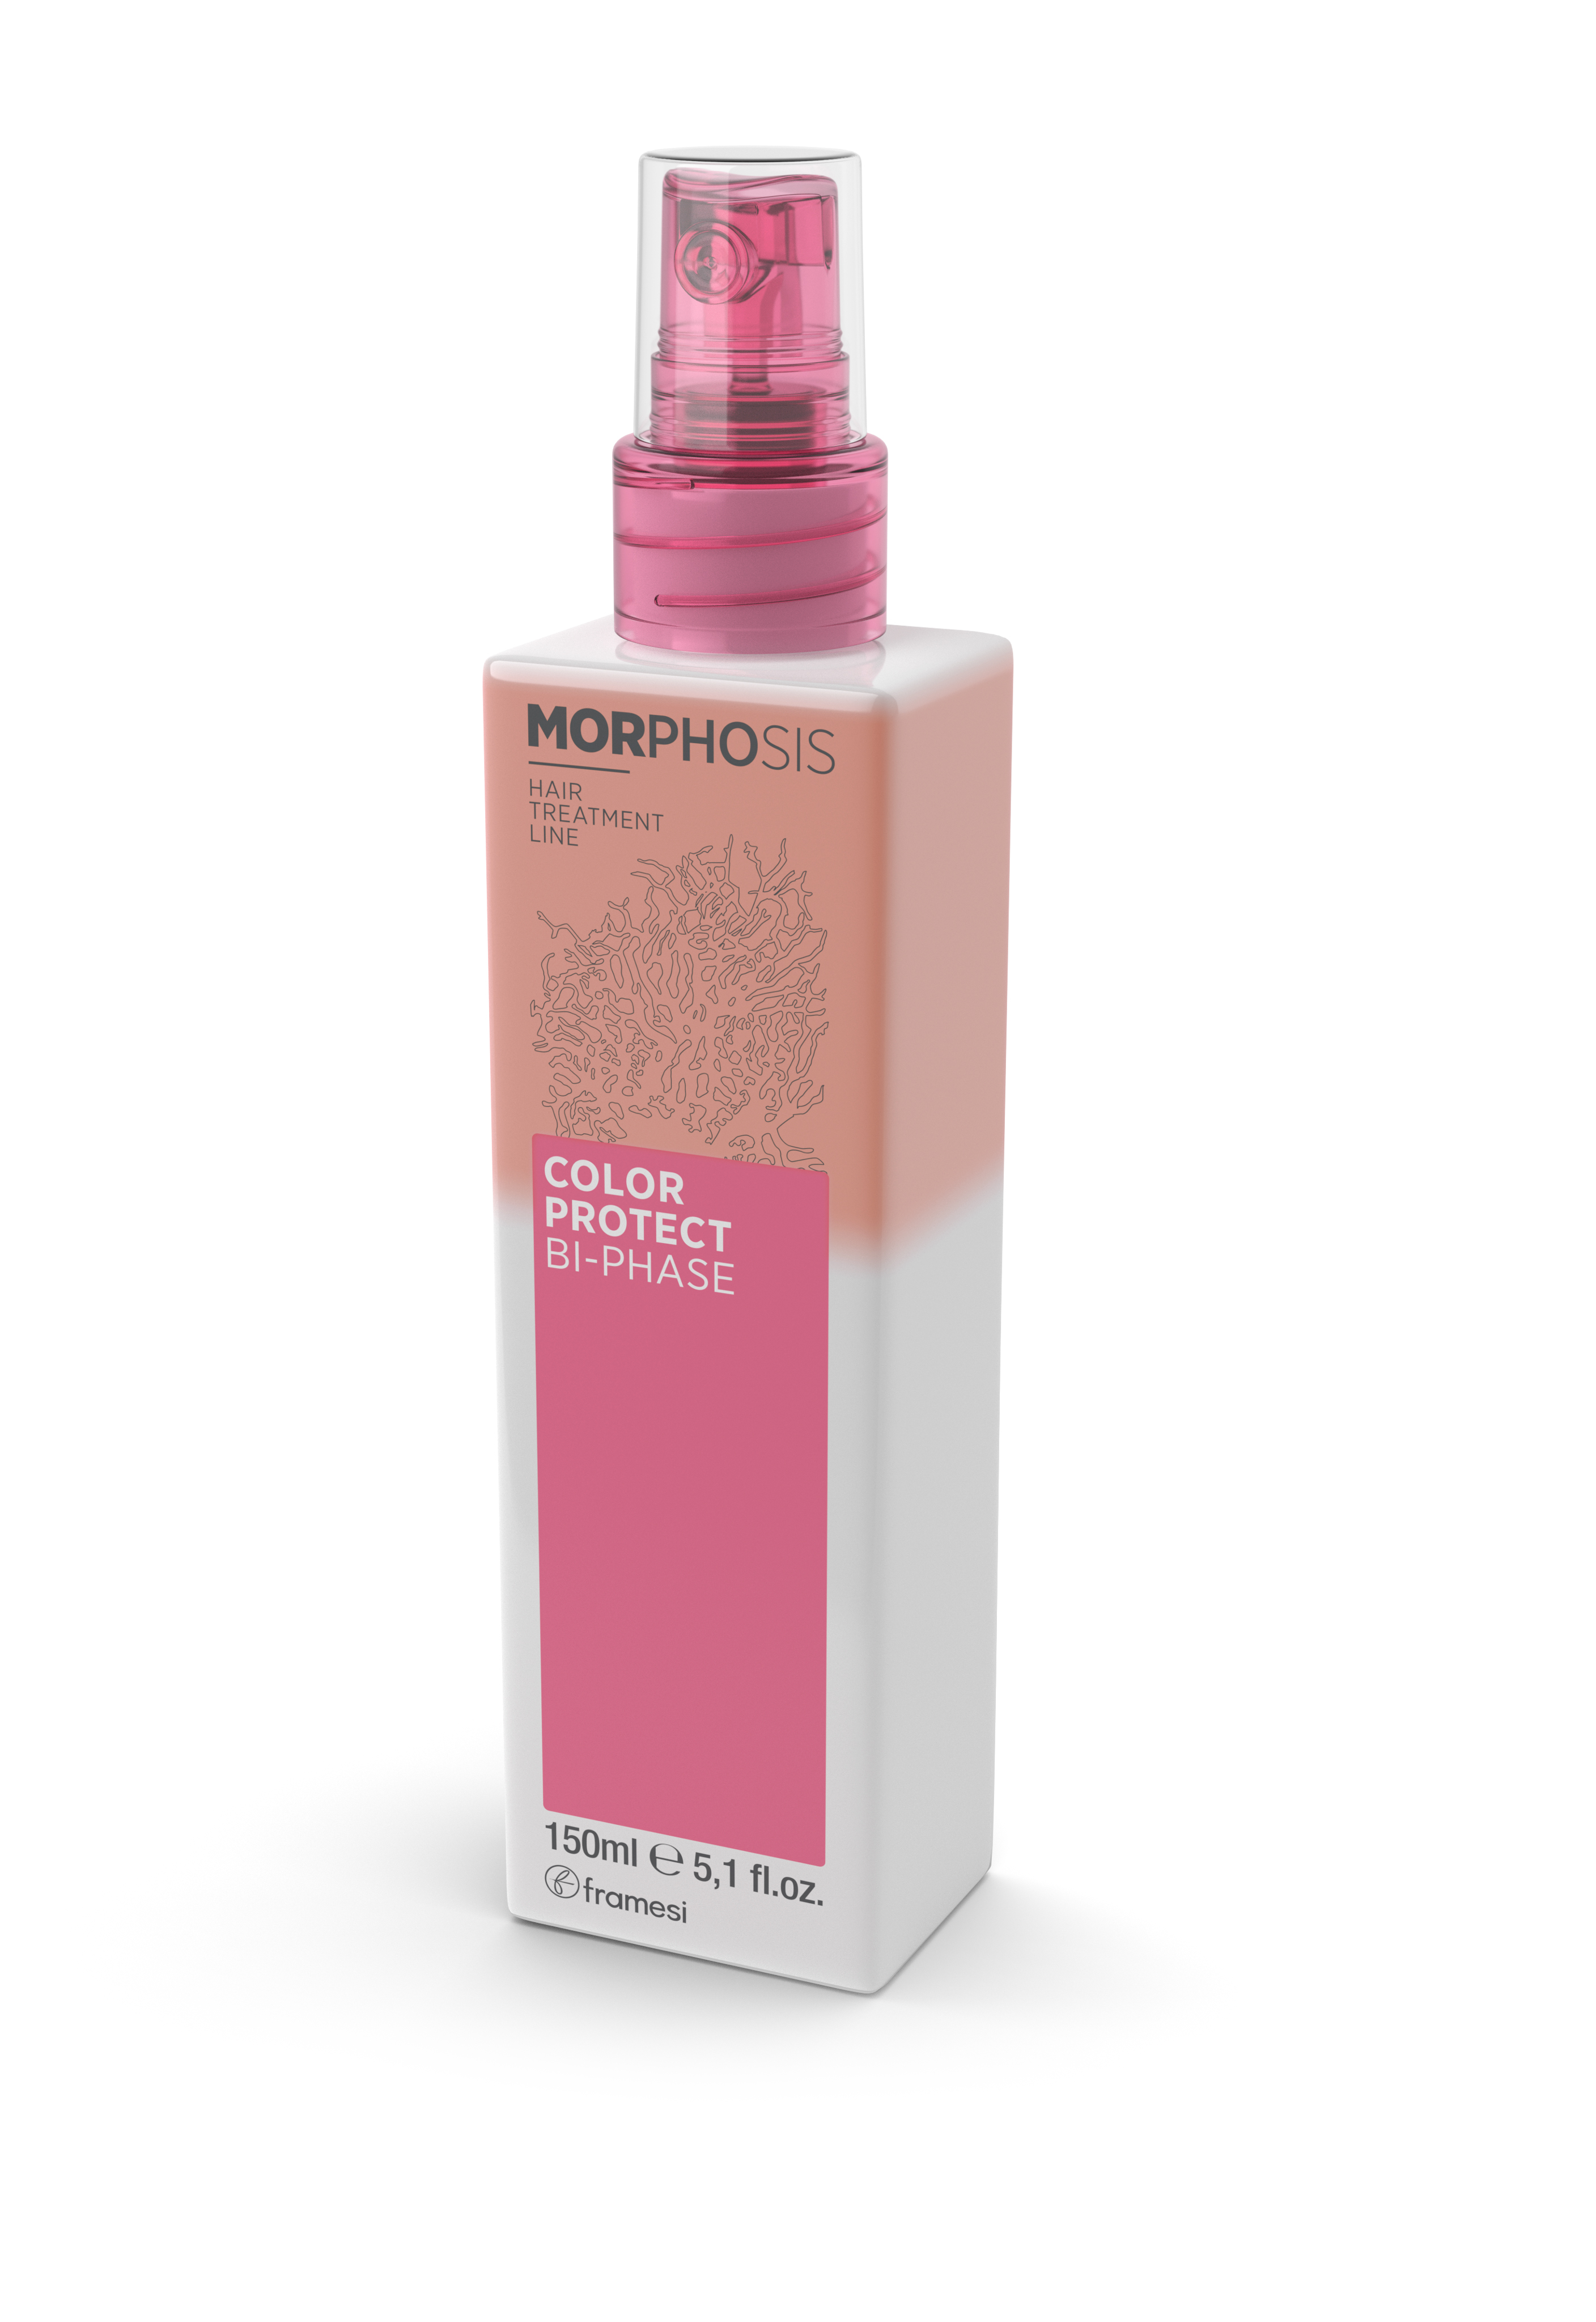 MORPHOSIS
HAIR
TREATMENT
LINE
COLOR
PROTECT
BI-PHASE
150ml ℮ 5,1 fl.oz.
framesi